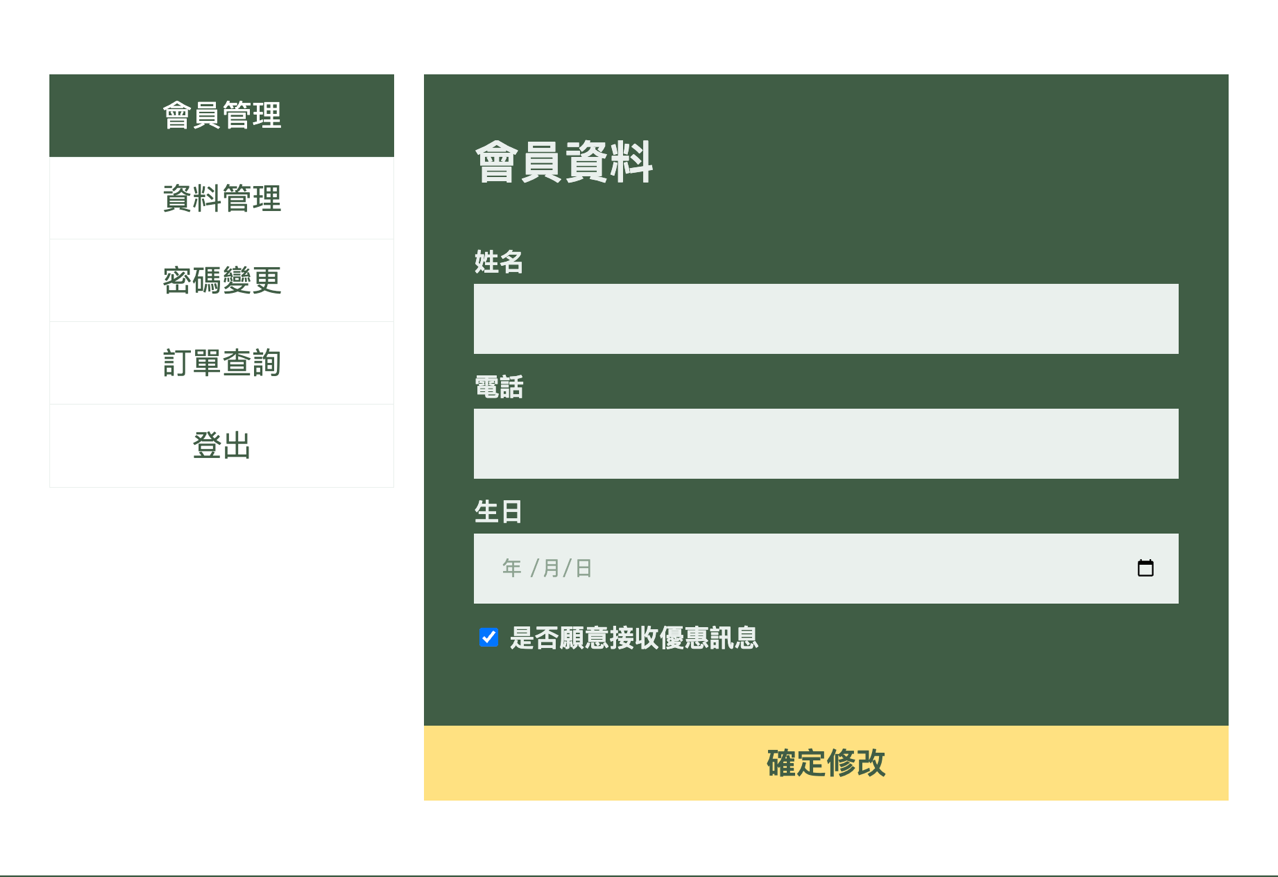 會員管理
資料管理
密碼變更
訂單查詢
登出
會員資料
姓名
電話
生日
年 /月/日
是否願意接收優惠訊息
確定修改